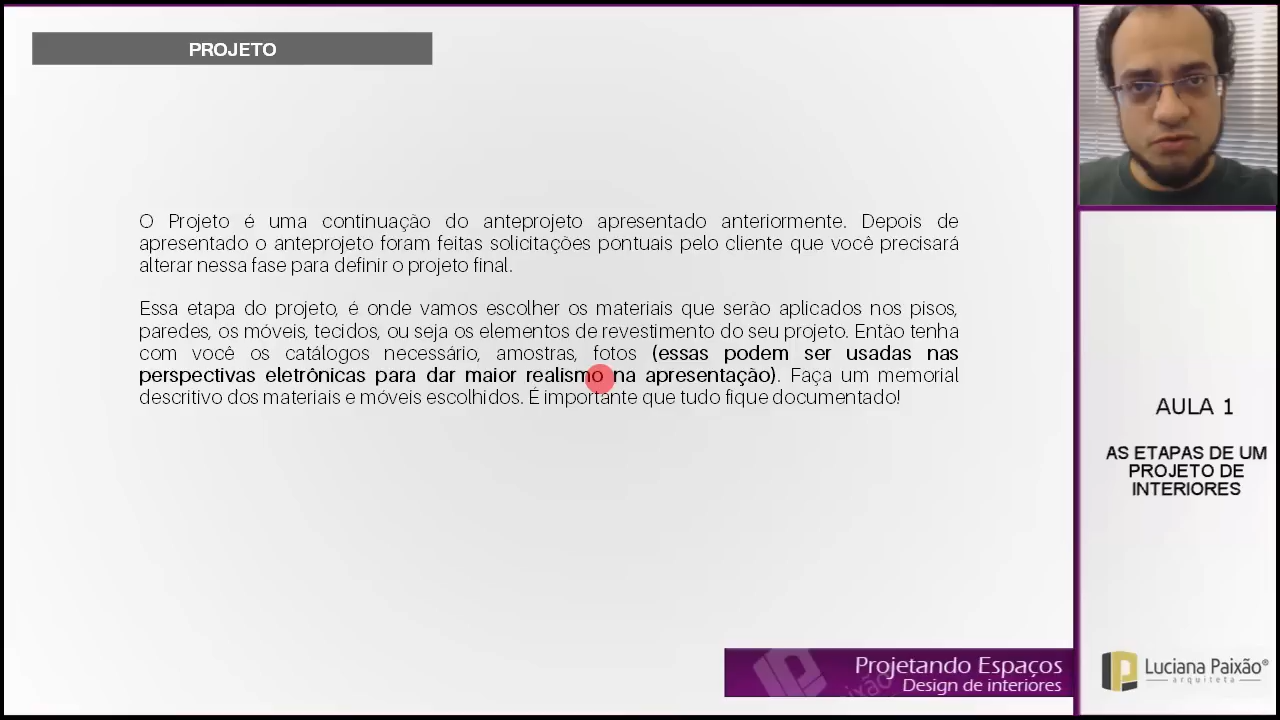 PROJETO
O Projeto é uma continuação do anteprojeto apresentado anteriormente. Depois de
apresentado o anteprojeto foram feitas solicitações pontuais pelo cliente que você precisará
alterar nessa fase para definir o projeto final.
Essa etapa do projeto, é onde vamos escolher os materiais que serão aplicados nos pisos,
paredes, os móveis, tecidos, ou seja os elementos de revestimento do seu projeto. Então tenha
com você os catálogos necessário, amostras, fotos (essas podem ser usadas nas
perspectivas eletrônicas para dar maior realismo na apresentação). Faça um memorial
descritivo dos materiais e móveis escolhidos. É importante que tudo fique documentado!
AULA 1
AS ETAPAS DE UM
PROJETO DE
INTERIORES
Projetando Espaços
Design de interiores
Paixão
Luciana Paixão®
arquiteta